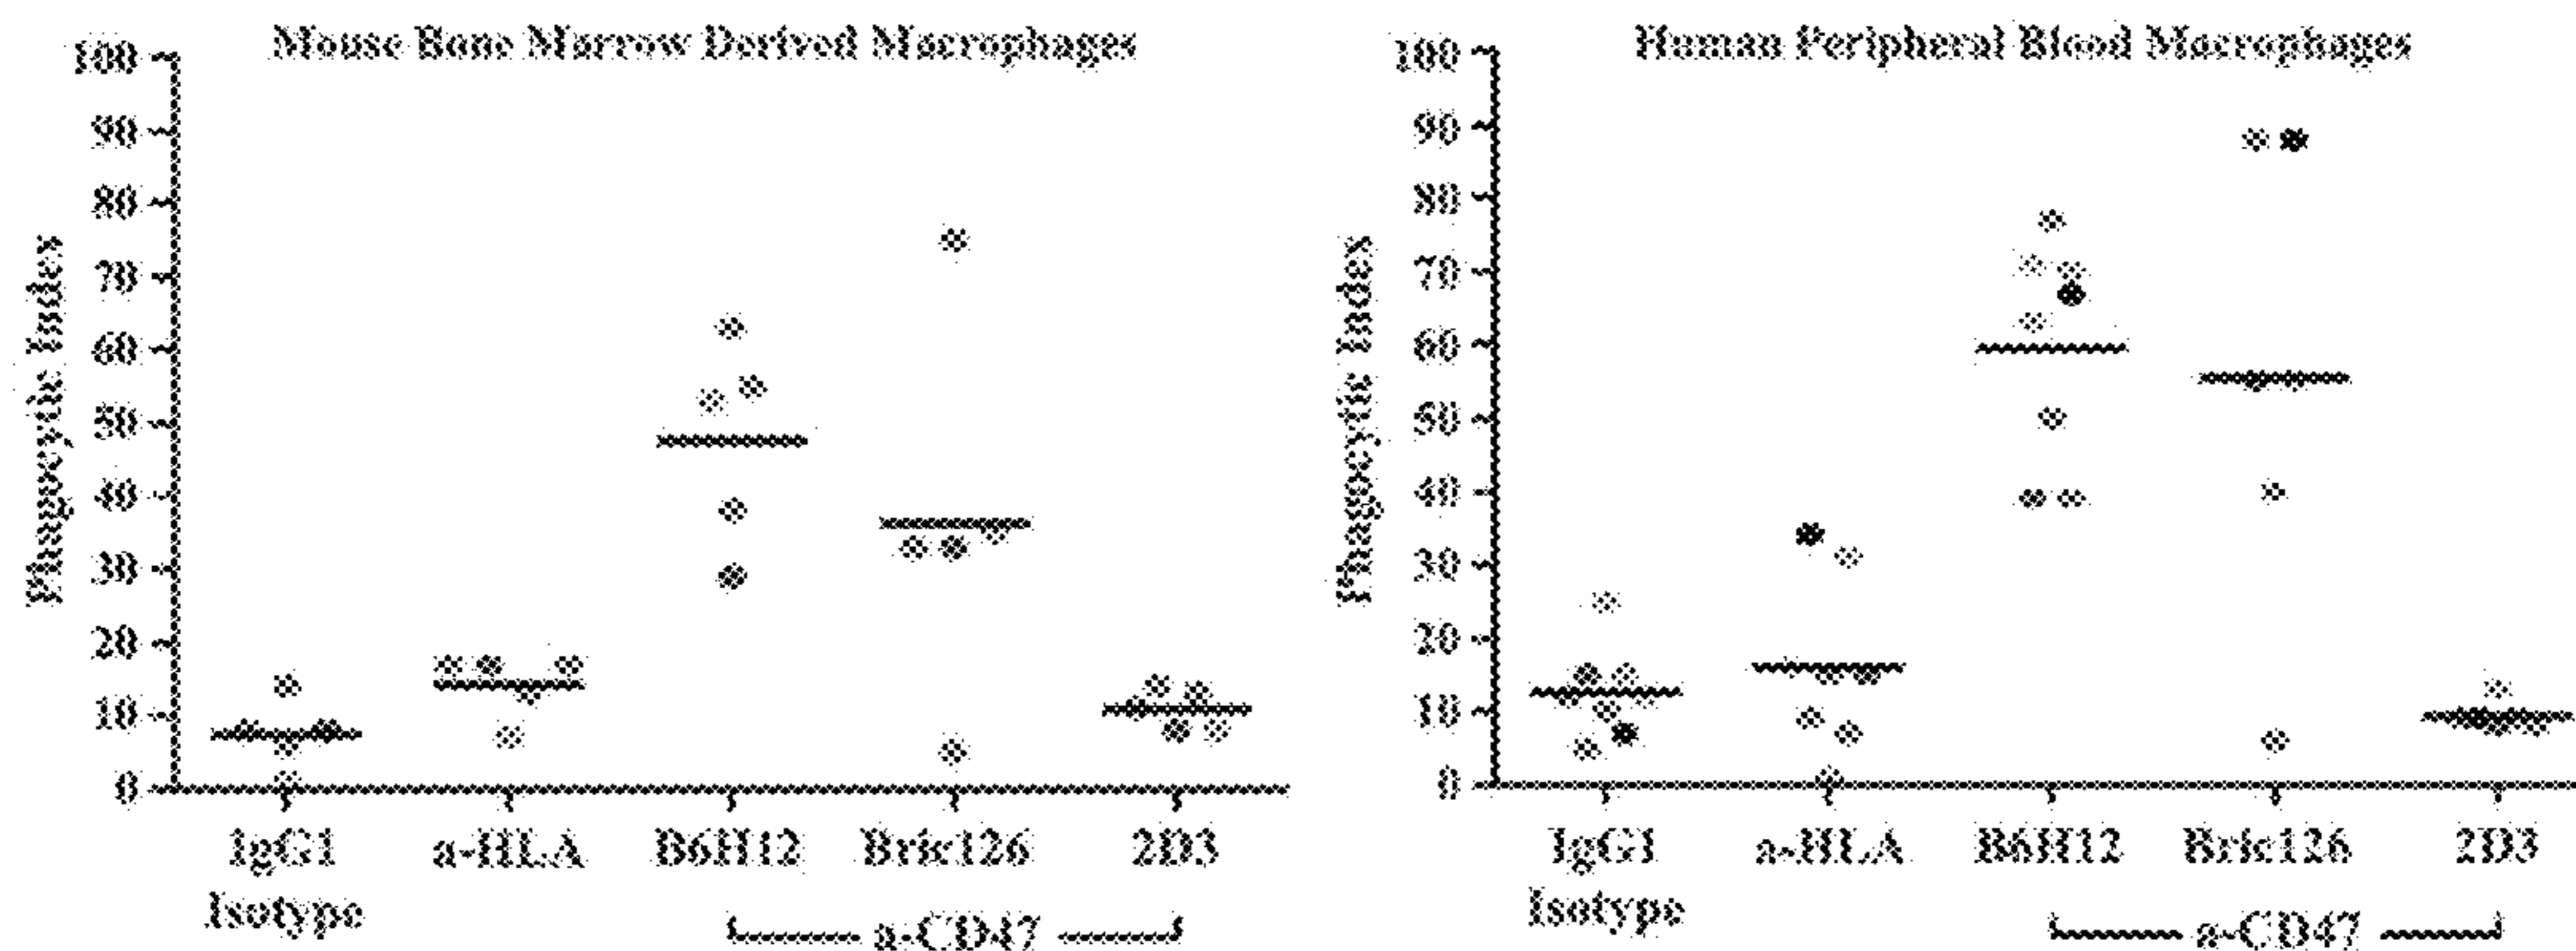 Mouse Bone Marrow Derived Macrophages
Phagocytic Index
100
90
80
70
60
50
40
30
20
10
0
IgG1 a-HLA B6H12 Bric126 2D3
Isotype
a-CD47
Human Peripheral Blood Macrophages
Phagocytic Index
100
90
80
70
60
50
40
30
20
10
0
IgG1 a-HLA B6H12 Bric126 2D3
Isotype
a-CD47